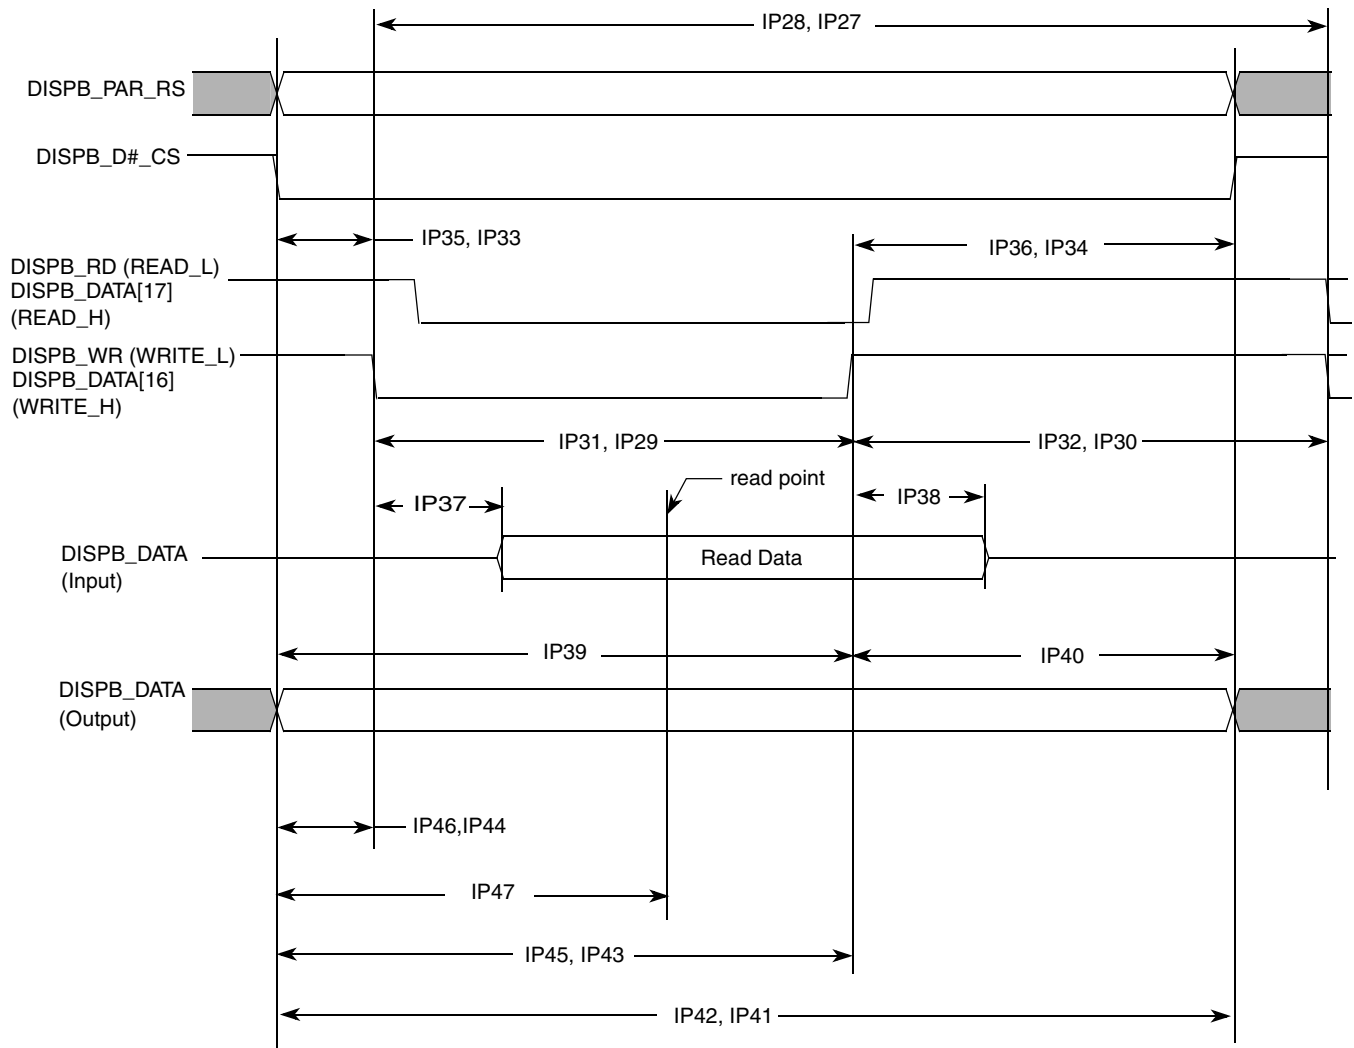 IP28, IP27
DISPB_PAR_RS
DISPB_D#_CS
IP35, IP33
IP36, IP34
DISPB_RD (READ_L)
DISPB_DATA[17]
(READ_H)
DISPB_WR (WRITE_L)
DISPB_DATA[16]
(WRITE_H)
IP31, IP29
IP32, IP30
read point
IP37
IP38
DISPB_DATA
(Input)
Read Data
IP39
IP40
DISPB_DATA
(Output)
IP46,IP44
IP47
IP45, IP43
IP42, IP41